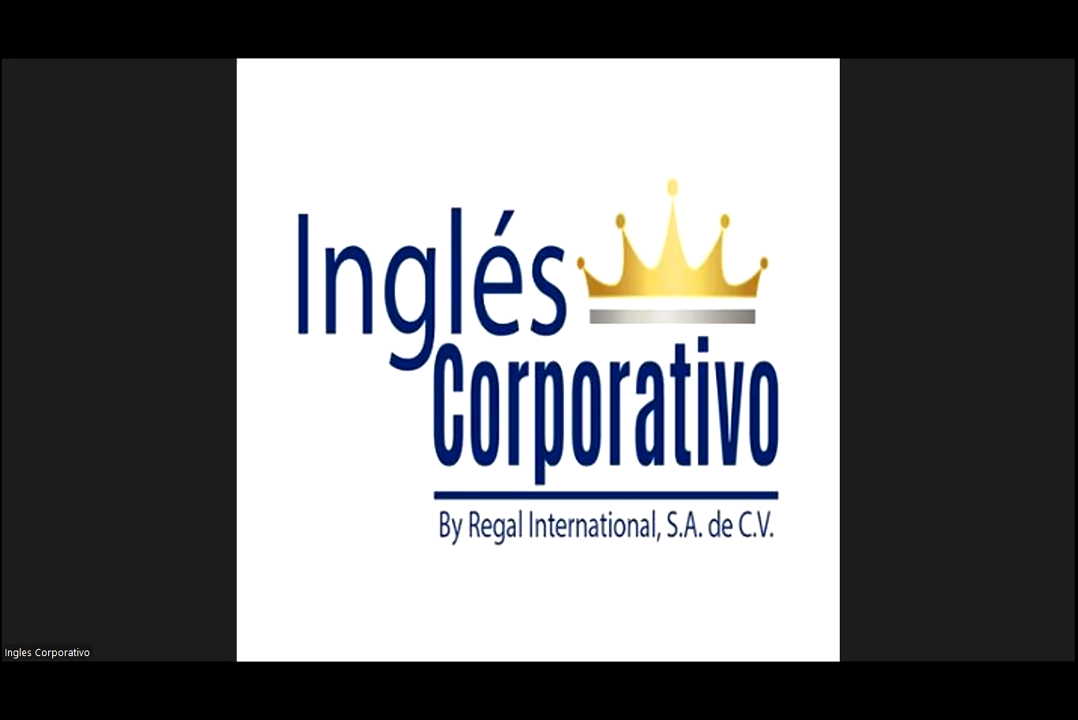 Inglés
Corporativo
By Regal International, S.A. de C.V.
Ingles Corporativo